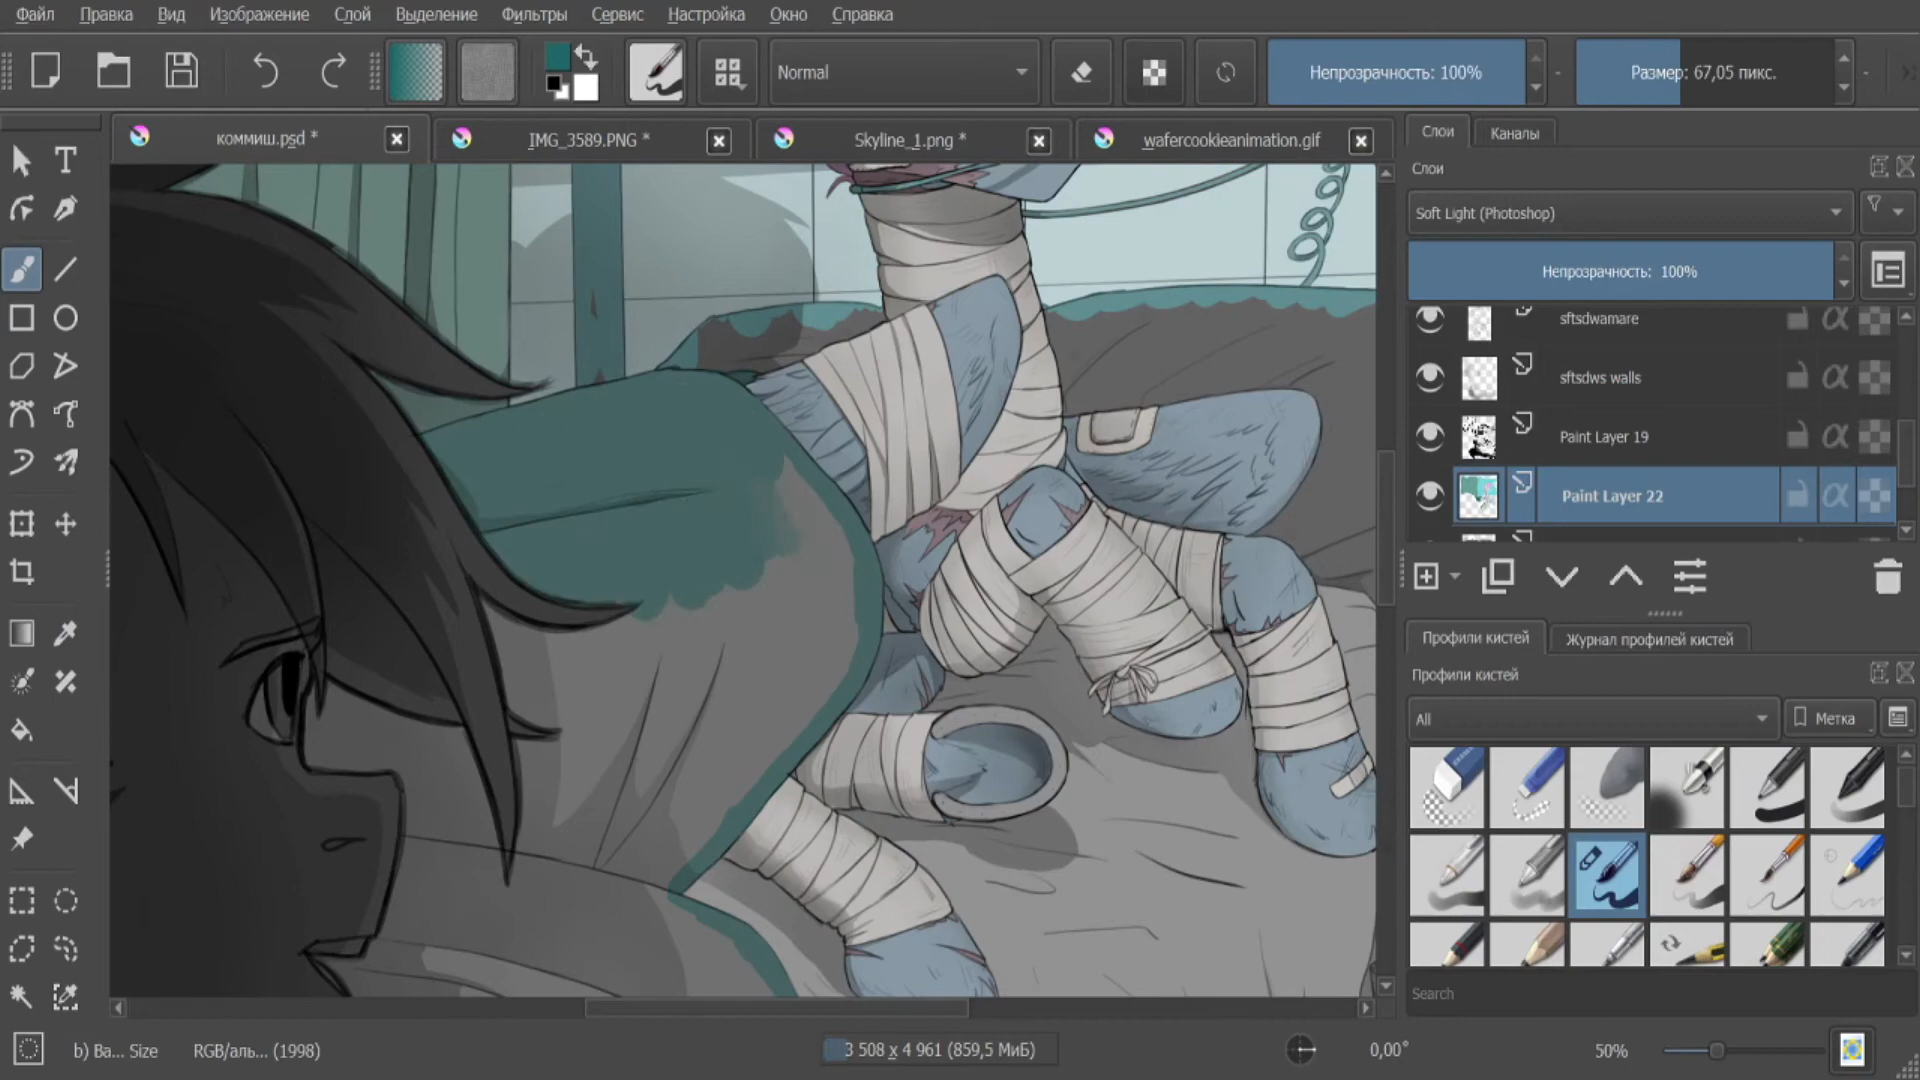 Файл Правка Вид Изображение Слой Выделение Фильтры Сервис Настройка Окно Справка
Normal Непрозрачность: 100% Размер: 67,05 пикс.
коммиш.psd * IMG_3589.PNG * Skyline_1.png * wafercookieanimation.gif
Слои Каналы
Слои
Soft Light (Photoshop)
Непрозрачность: 100%
sftsdwamare
sftsdws walls
Paint Layer 19
Paint Layer 22
Профили кистей Журнал профилей кистей
Профили кистей
All Метка
Search
b) Ba... Size RGB/аль... (1998) 3 508 x 4 961 (859,5 МиБ) 0,00° 50%